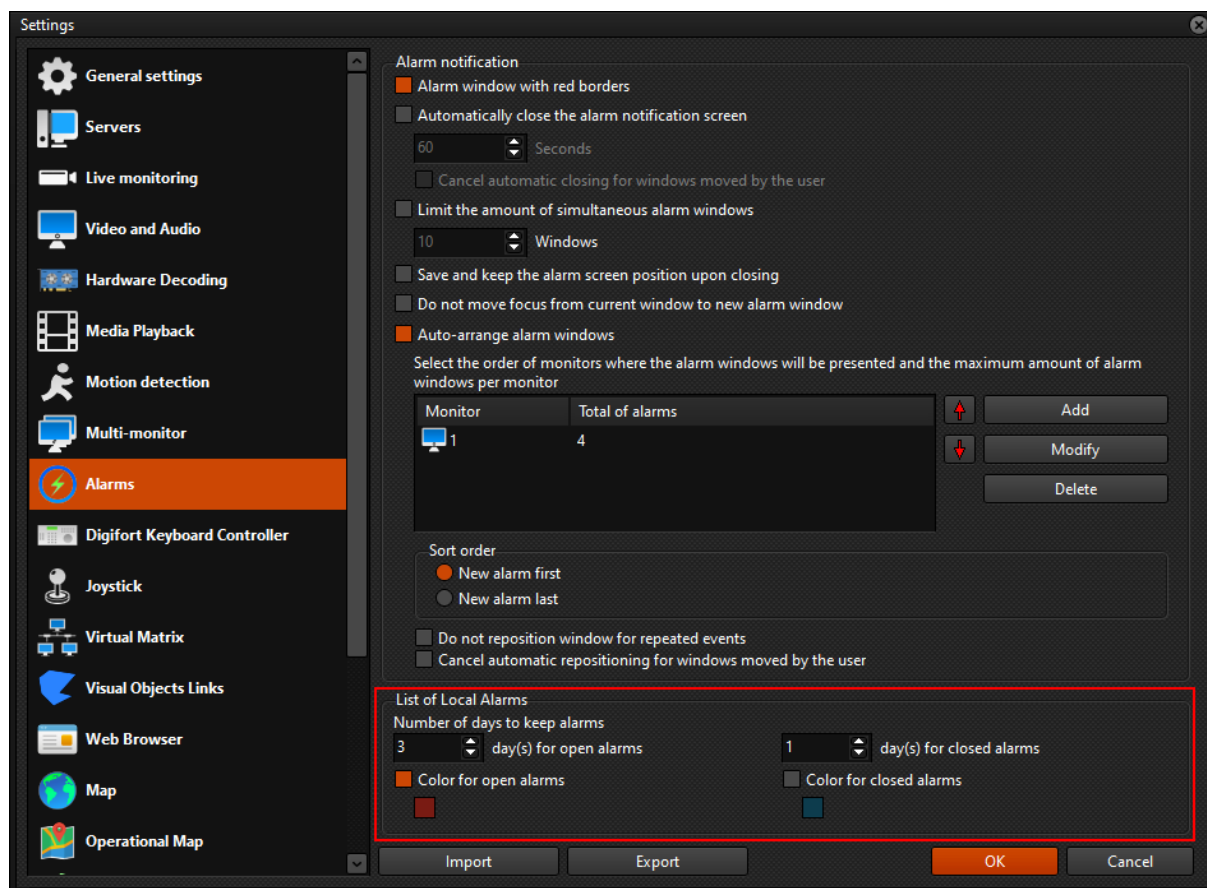 Settings
General settings
Servers
Live monitoring
Video and Audio
Hardware Decoding
Media Playback
Motion detection
Multi-monitor
Alarms
Digifort Keyboard Controller
Joystick
Virtual Matrix
Visual Objects Links
Web Browser
Map
Operational Map
Alarm notification
Alarm window with red borders
Automatically close the alarm notification screen
60 Seconds
Cancel automatic closing for windows moved by the user
Limit the amount of simultaneous alarm windows
10 Windows
Save and keep the alarm screen position upon closing
Do not move focus from current window to new alarm window
Auto-arrange alarm windows
Select the order of monitors where the alarm windows will be presented and the maximum amount of alarm
windows per monitor
Monitor Total of alarms
1 4
Add
Modify
Delete
Sort order
New alarm first
New alarm last
Do not reposition window for repeated events
Cancel automatic repositioning for windows moved by the user
List of Local Alarms
Number of days to keep alarms
3 day(s) for open alarms 1 day(s) for closed alarms
Color for open alarms Color for closed alarms
Import Export OK Cancel